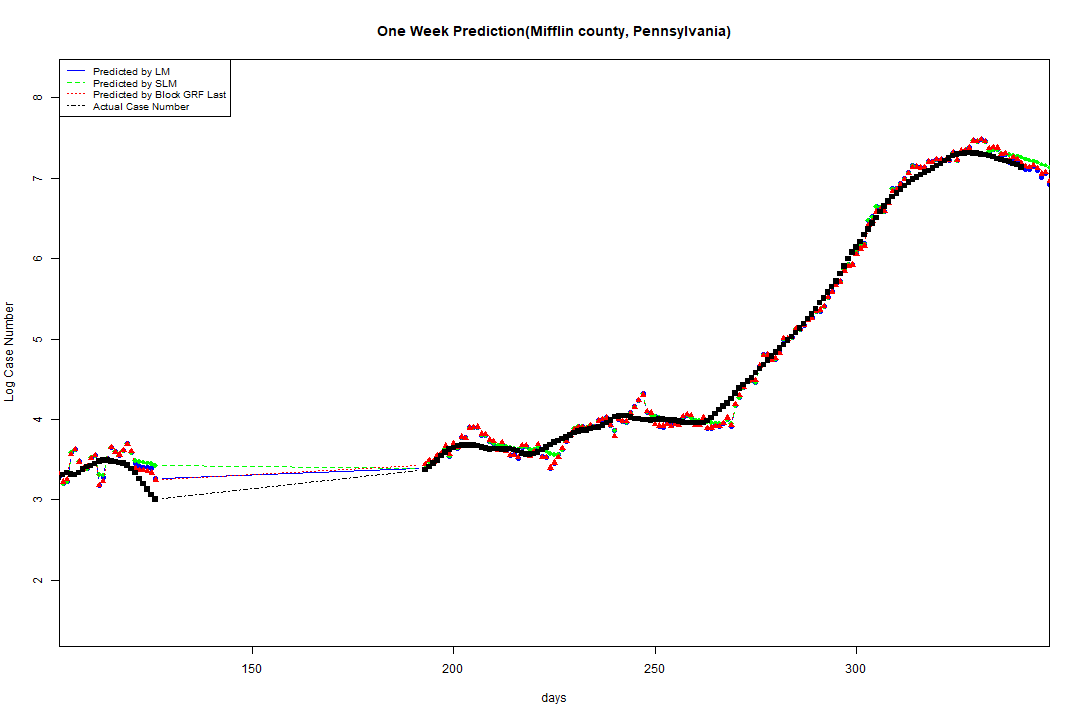 One Week Prediction(Mifflin county, Pennsylvania)
Predicted by LM
Predicted by SLM
Predicted by Block GRF Last
Actual Case Number
8
7
6
5
4
3
2
Log Case Number
150 200 250 300
days